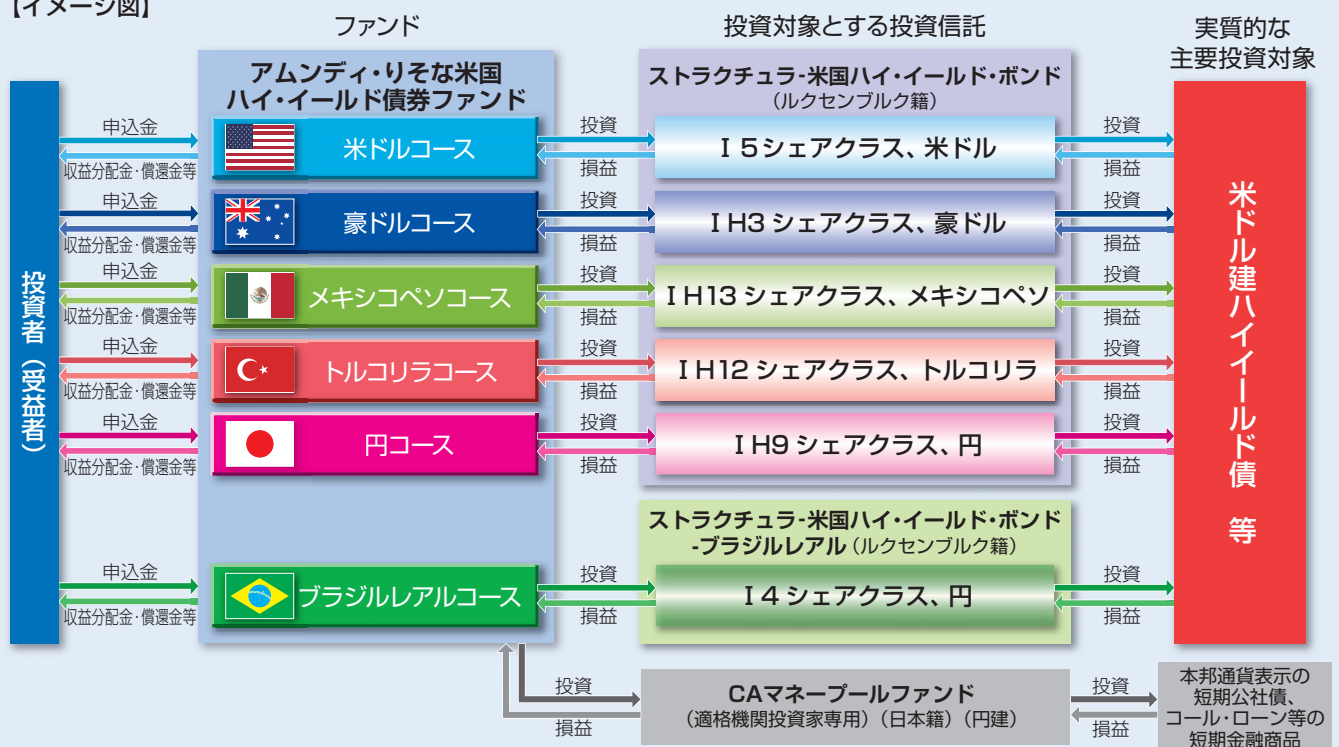 【イメージ図】
ファンド
投資対象とする投資信託
実質的な
主要投資対象
アムンディ・りそな米国
ハイ・イールド債券ファンド
ストラクチュラ-米国ハイ・イールド・ボンド
(ルクセンブルク籍)
投資者(受益者)
申込金
収益分配金・償還金等
米ドルコース
投資
損益
I 5シェアクラス、米ドル
投資
損益
申込金
収益分配金・償還金等
豪ドルコース
投資
損益
I H3 シェアクラス、豪ドル
投資
損益
申込金
収益分配金・償還金等
メキシコペソコース
投資
損益
I H13 シェアクラス、メキシコペソ
投資
損益
申込金
収益分配金・償還金等
トルコリラコース
投資
損益
I H12 シェアクラス、トルコリラ
投資
損益
申込金
収益分配金・償還金等
円コース
投資
損益
I H9 シェアクラス、円
投資
損益
米ドル建ハイイールド債 等
ストラクチュラ-米国ハイ・イールド・ボンド
-ブラジルレアル(ルクセンブルク籍)
申込金
収益分配金・償還金等
ブラジルレアルコース
投資
損益
I 4 シェアクラス、円
投資
損益
投資
損益
CAマネープールファンド
(適格機関投資家専用)(日本籍)(円建)
投資
損益
本邦通貨表示の
短期公社債、
コール・ローン等の
短期金融商品